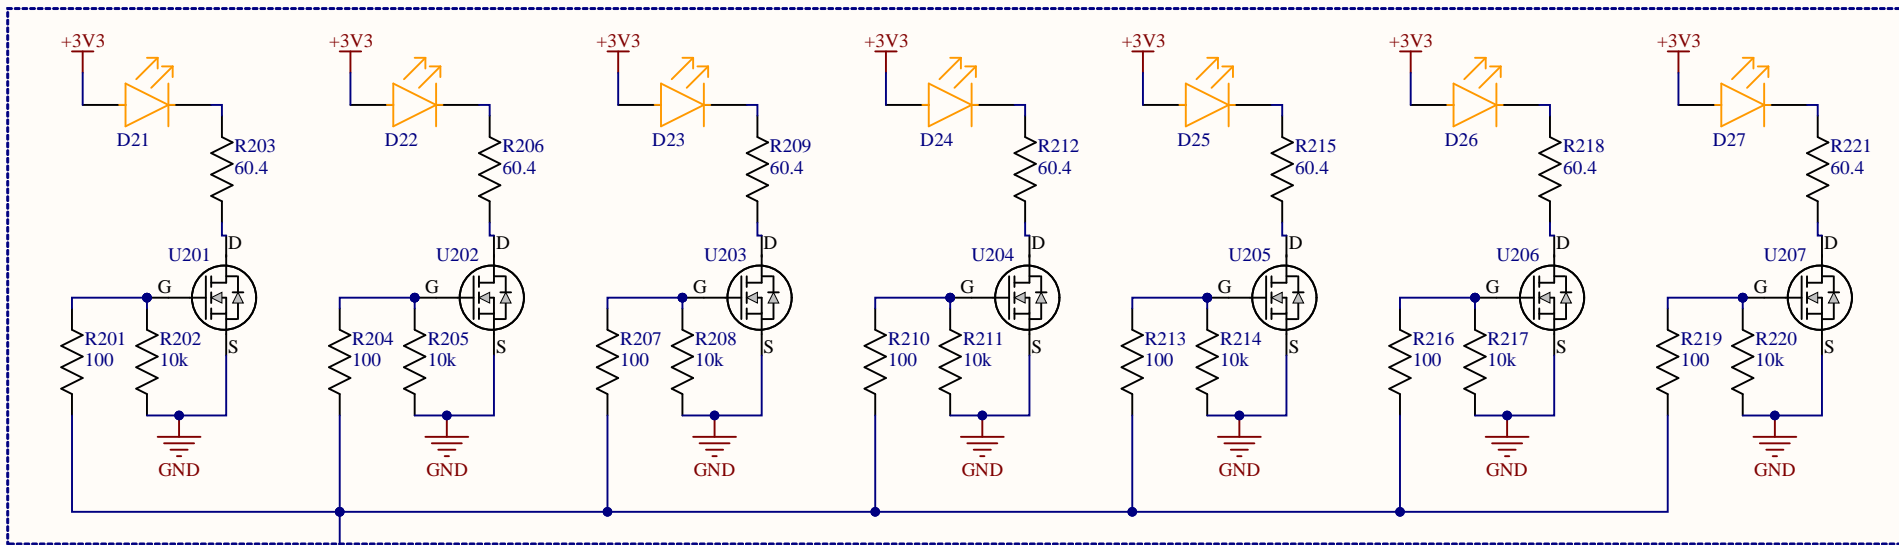 +3V3 +3V3 +3V3 +3V3 +3V3 +3V3 +3V3
D21 D22 D23 D24 D25 D26 D27
R203 R206 R209 R212 R215 R218 R221
60.4 60.4 60.4 60.4 60.4 60.4 60.4
D D D D D D D
U201 U202 U203 U204 U205 U206 U207
G G G G G G G
R201 R202 S R204 R205 S R207 R208 S R210 R211 S R213 R214 S R216 R217 S R219 R220 S
100 10k 100 10k 100 10k 100 10k 100 10k 100 10k 100 10k
GND GND GND GND GND GND GND